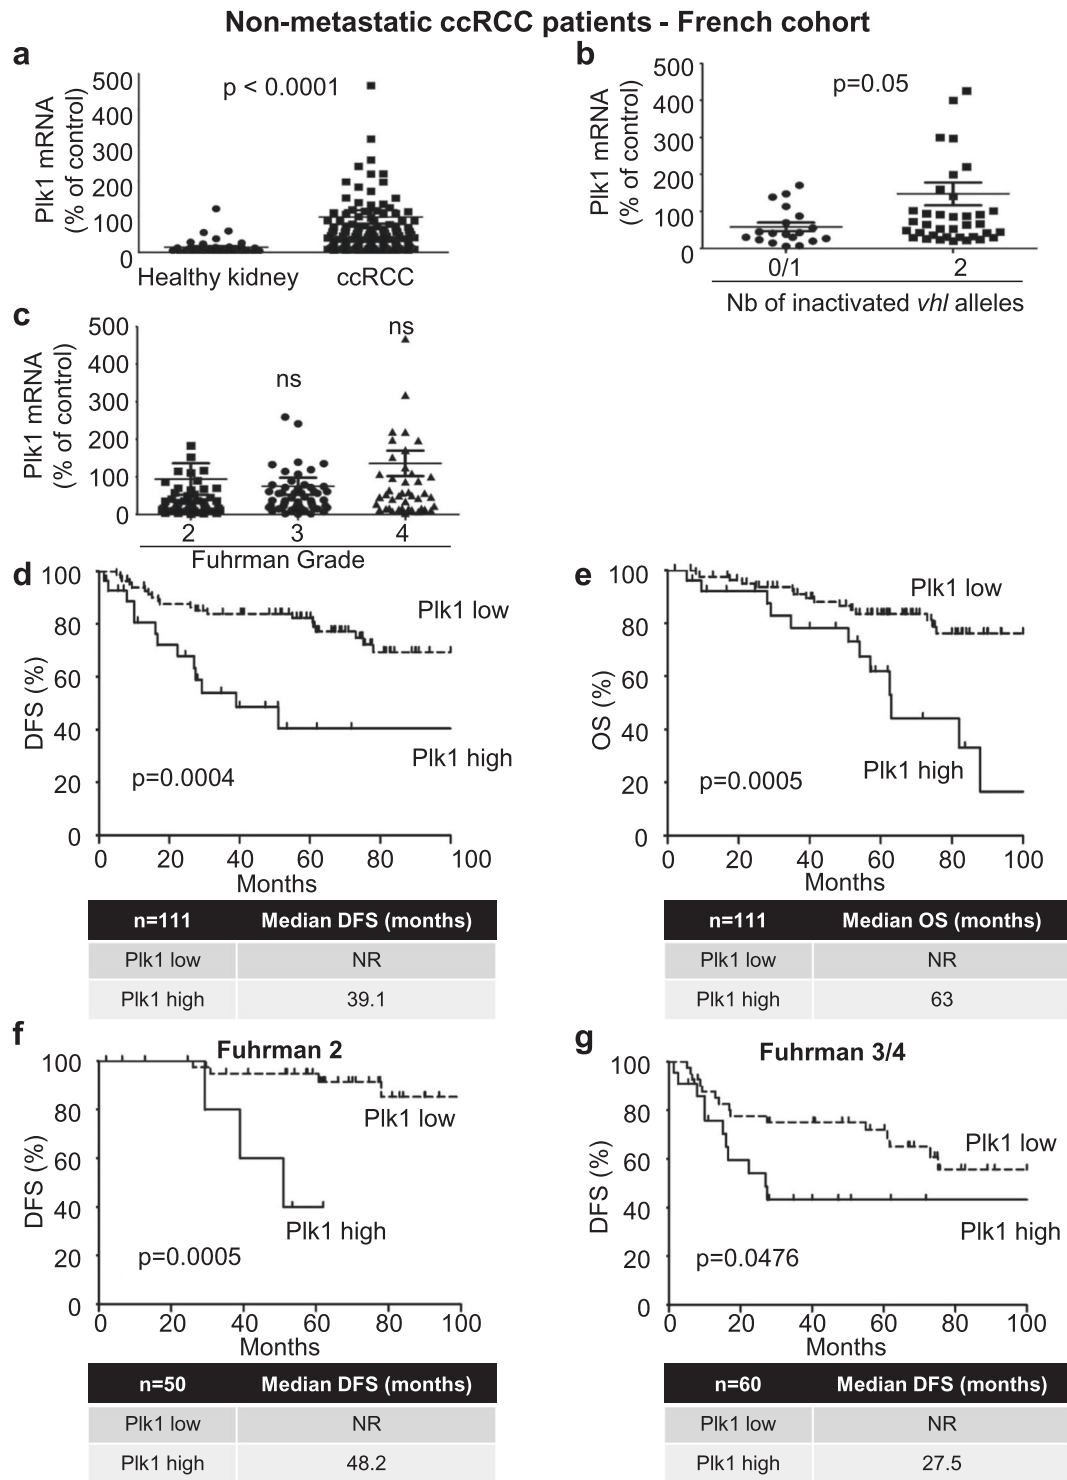 Non-metastatic ccRCC patients - French cohort
a
Plk1 mRNA
(% of control)
500
400
300
200
100
0
p < 0.0001
Healthy kidney
ccRCC
b
Plk1 mRNA
(% of control)
500
400
300
200
100
0
p=0.05
0/1
2
Nb of inactivated vhl alleles
c
Plk1 mRNA
(% of control)
500
400
300
200
100
0
ns
ns
2
3
4
Fuhrman Grade
d
DFS (%)
100
80
60
40
20
0
Plk1 low
Plk1 high
p=0.0004
0 20 40 60 80 100
Months
n=111 Median DFS (months)
Plk1 low NR
Plk1 high 39.1
e
OS (%)
100
80
60
40
20
0
Plk1 low
Plk1 high
p=0.0005
0 20 40 60 80 100
Months
n=111 Median OS (months)
Plk1 low NR
Plk1 high 63
f
Fuhrman 2
DFS (%)
100
80
60
40
20
0
Plk1 low
Plk1 high
p=0.0005
0 20 40 60 80 100
Months
n=50 Median DFS (months)
Plk1 low NR
Plk1 high 48.2
g
Fuhrman 3/4
DFS (%)
100
80
60
40
20
0
Plk1 low
Plk1 high
p=0.0476
0 20 40 60 80 100
Months
n=60 Median DFS (months)
Plk1 low NR
Plk1 high 27.5